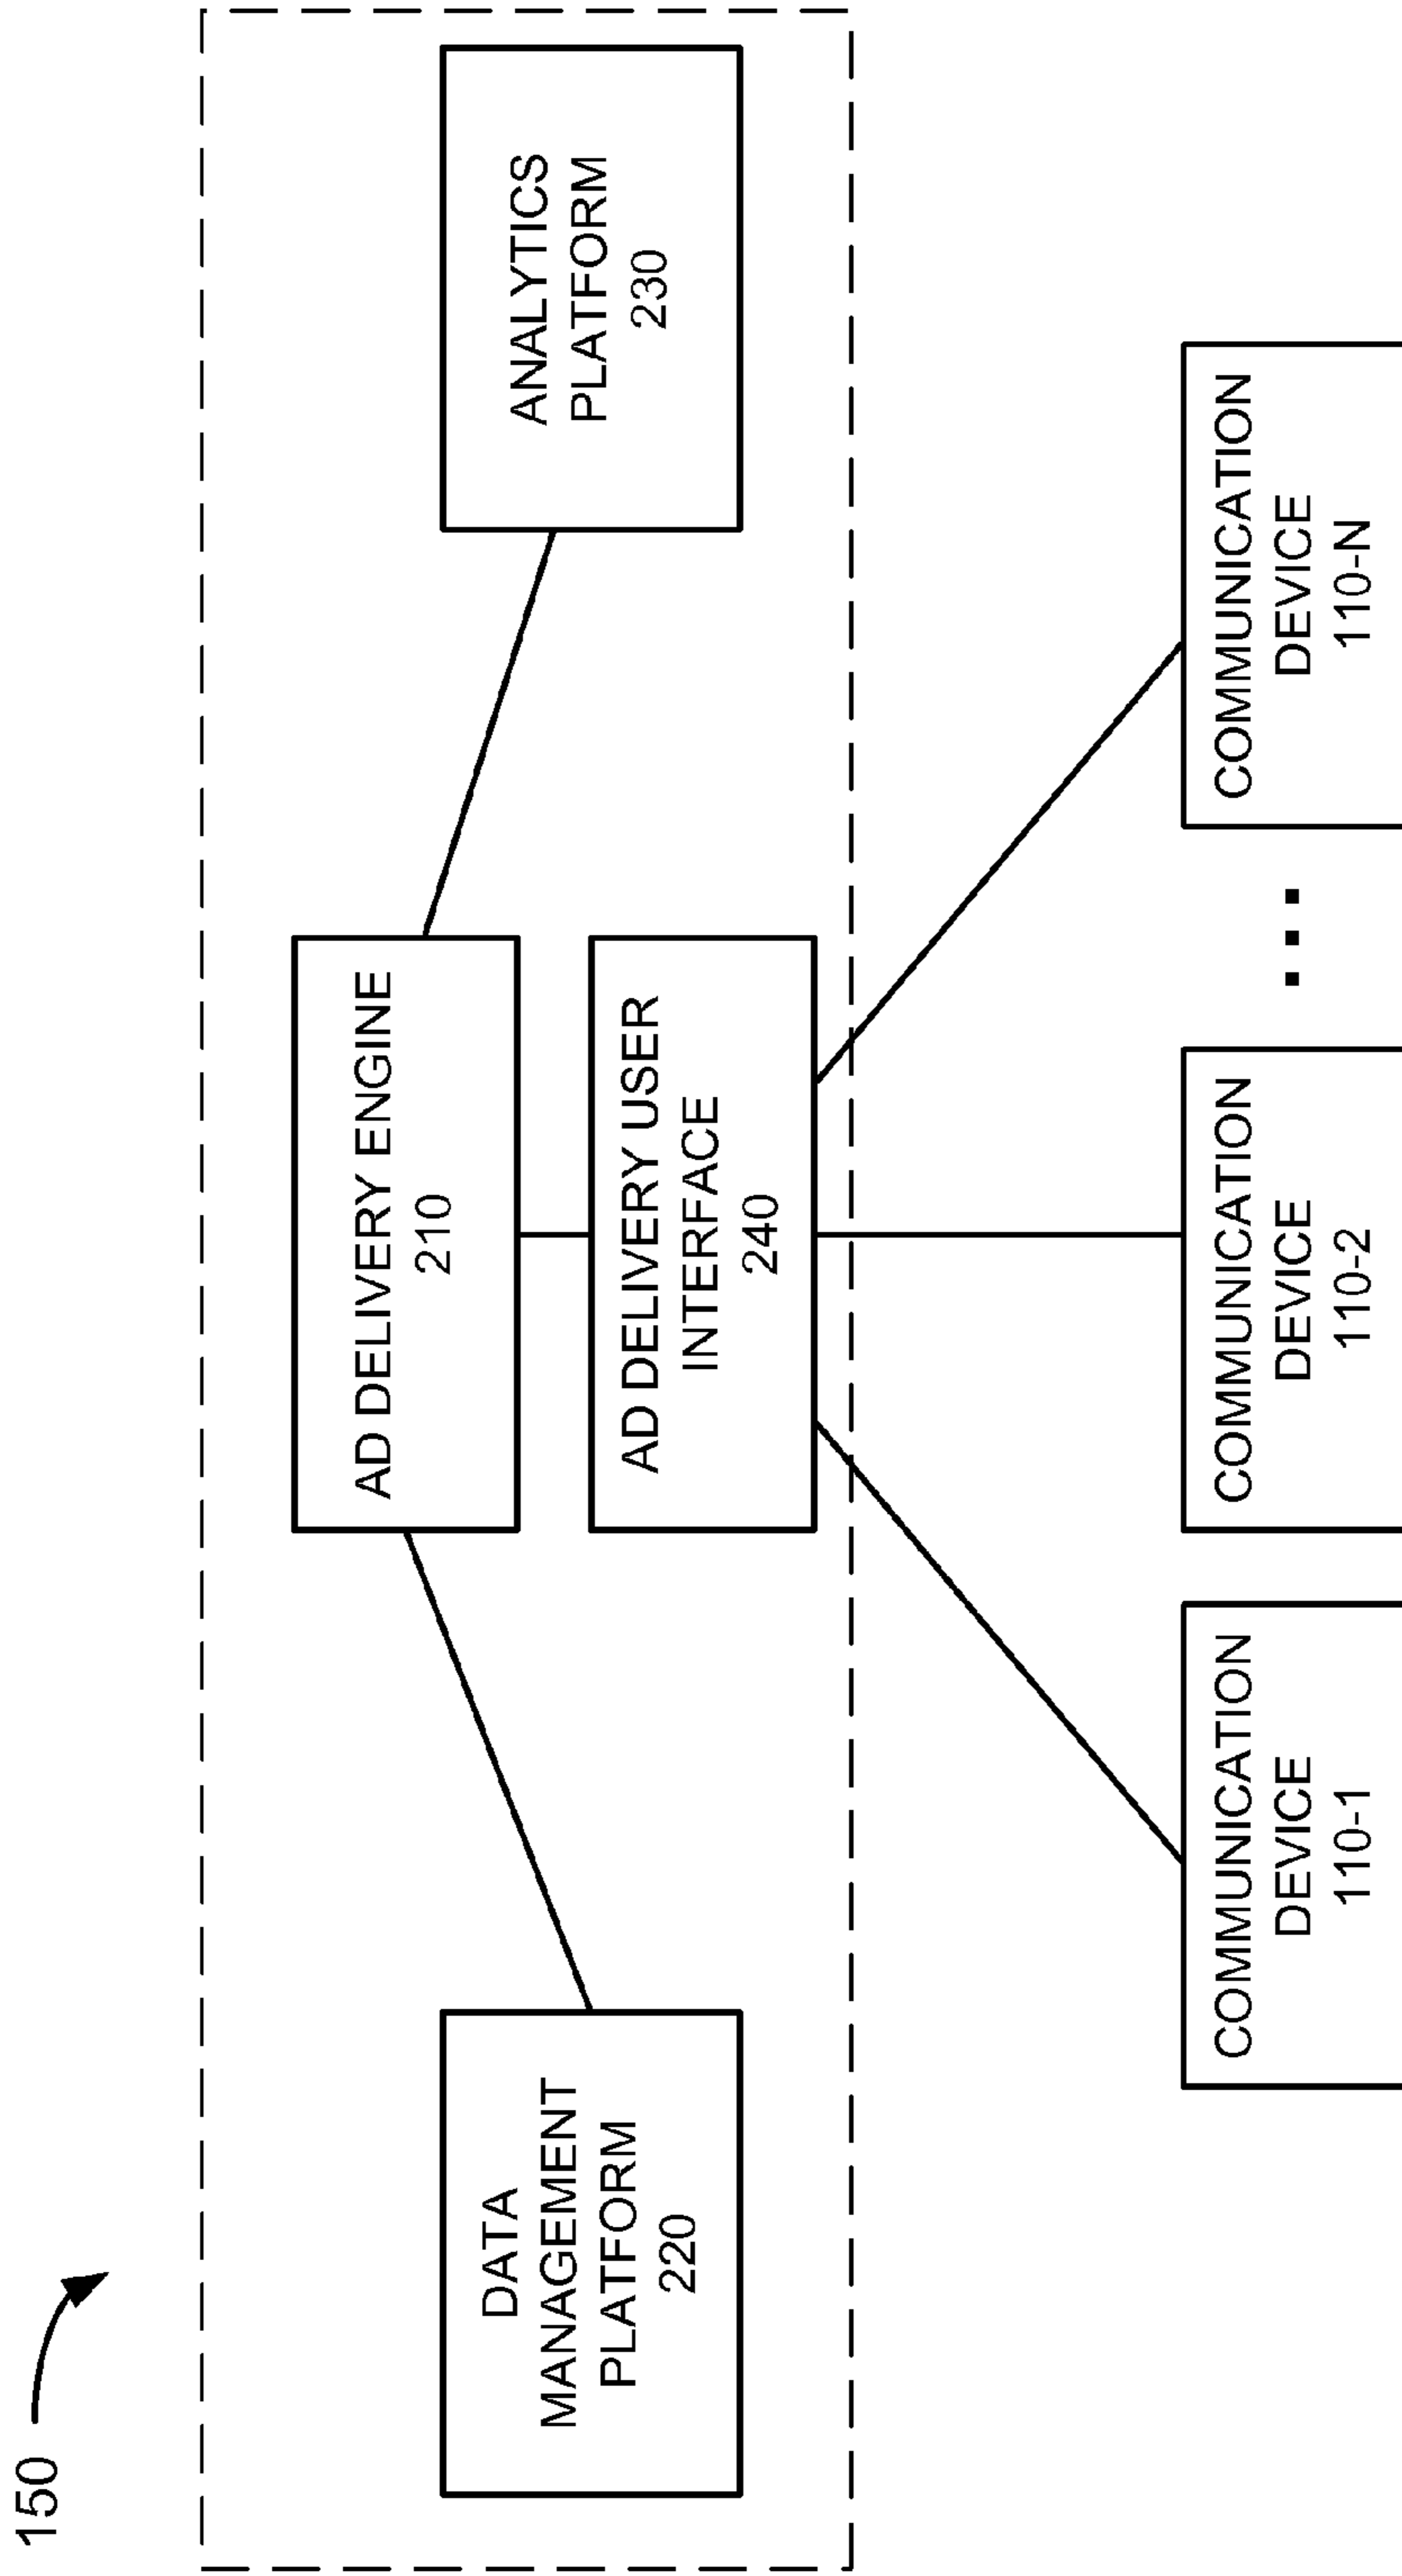 150
AD DELIVERY ENGINE
210
DATA
MANAGEMENT
PLATFORM
220
AD DELIVERY USER
INTERFACE
240
ANALYTICS
PLATFORM
230
COMMUNICATION
DEVICE
110-1
COMMUNICATION
DEVICE
110-2
...
COMMUNICATION
DEVICE
110-N